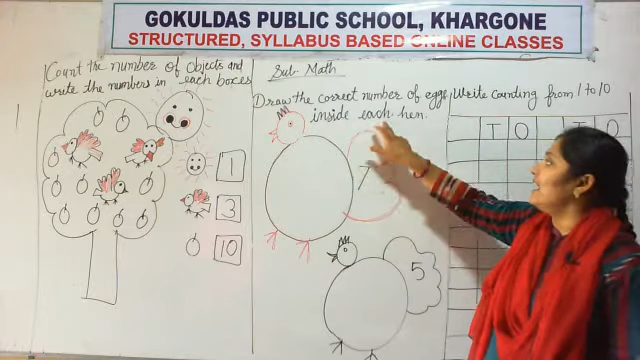 GOKULDAS PUBLIC SCHOOL, KHARGONE
STRUCTURED, SYLLABUS BASED ONLINE CLASSES
Count the number of objects and
write the numbers in each boxes
1
3
10
Sub- Math
Draw the correct number of eggs
inside each hen.
7
5
Write counting from 1 to 10
T O T O